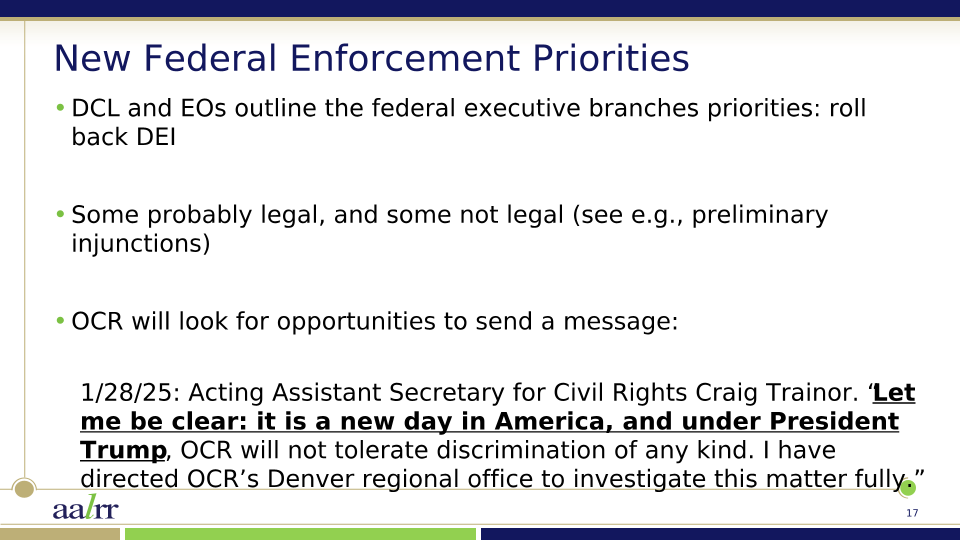 New Federal Enforcement Priorities
• DCL and EOs outline the federal executive branches priorities: roll
back DEI
• Some probably legal, and some not legal (see e.g., preliminary
injunctions)
• OCR will look for opportunities to send a message:
1/28/25: Acting Assistant Secretary for Civil Rights Craig Trainor. “Let
me be clear: it is a new day in America, and under President
Trump, OCR will not tolerate discrimination of any kind. I have
directed OCR’s Denver regional office to investigate this matter fully.”
aalrr
17